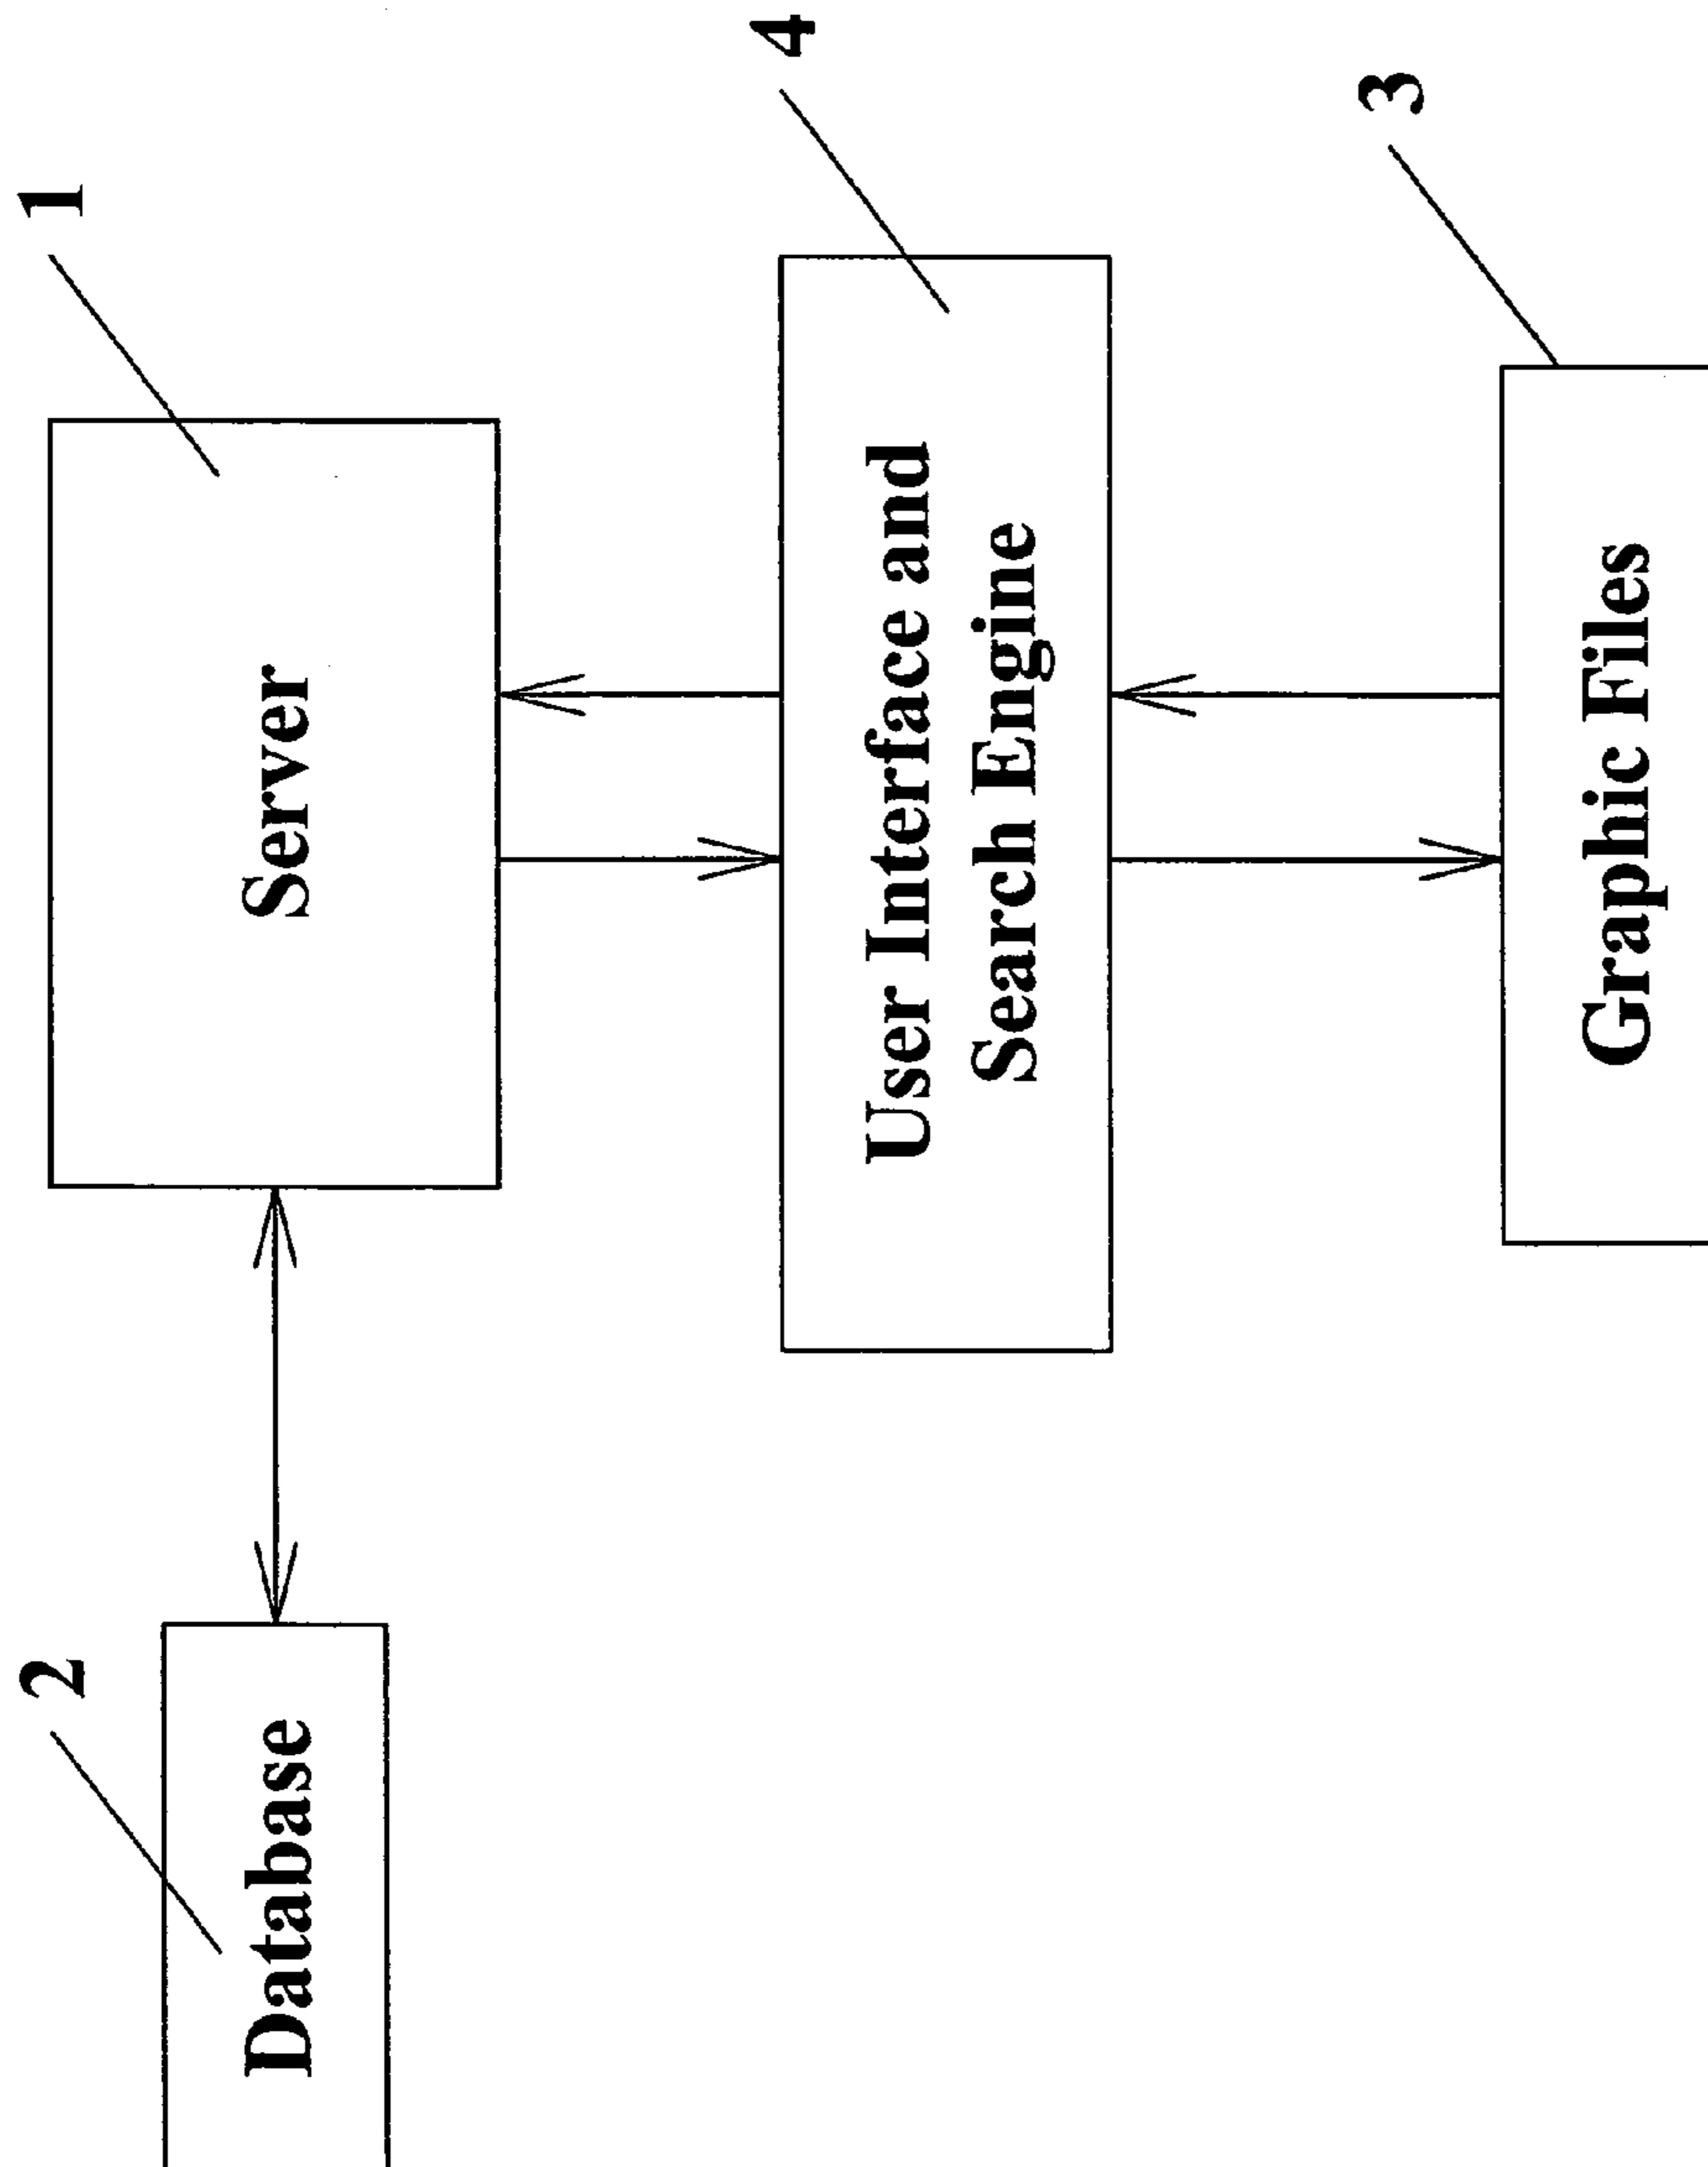 2
Database
1
Server
4
User Interface and
Search Engine
3
Graphic Files